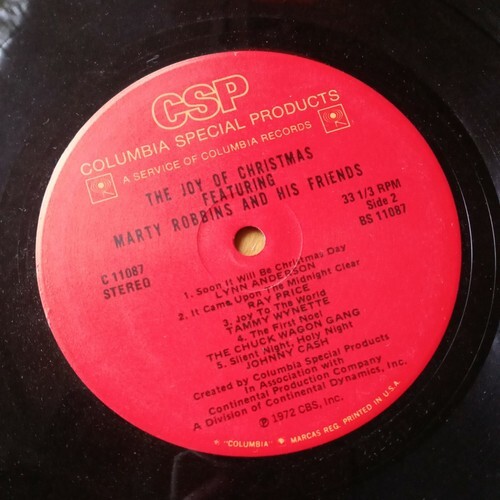 CSP
COLUMBIA SPECIAL PRODUCTS
A SERVICE OF COLUMBIA RECORDS
THE JOY OF CHRISTMAS
FEATURING
MARTY ROBBINS AND HIS FRIENDS
C 11087
STEREO
33 1/3 RPM
Side 2
BS 11087
1. Soon It Will Be Christmas Day
LYNN ANDERSON
2. It Came Upon The Midnight Clear
RAY PRICE
3. Joy To The World
TAMMY WYNETTE
4. The First Noel
THE CHUCK WAGON GANG
5. Silent Night, Holy Night
JOHNNY CASH
Created by Columbia Special Products
In Association with
Continental Production Company
A Division of Continental Dynamics, Inc.
℗ 1972 CBS, Inc.
® "COLUMBIA", MARCAS REG. PRINTED IN U.S.A.